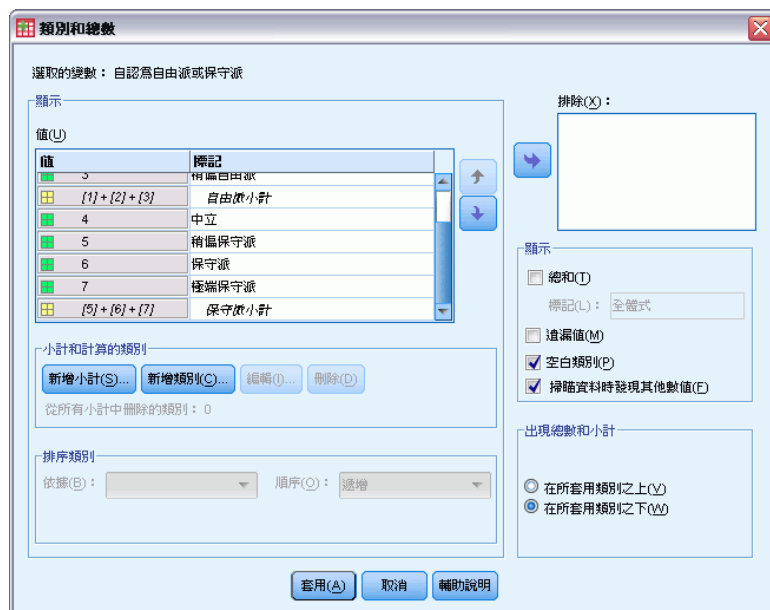 類別和總數
選取的變數： 自認為自由派或保守派
顯示
值(U)
值 標記
3 稍偏自由派
[1]+[2]+[3] 自由派小計
4 中立
5 稍偏保守派
6 保守派
7 極端保守派
[5]+[6]+[7] 保守派小計
小計和計算的類別
新增小計(S)... 新增類別(C)... 編輯(I)... 刪除(D)
從所有小計中刪除的類別： 0
排序類別
依據(B)： 順序(O)： 遞增
排除(X)：
顯示
總和(T)
標記(L)： 全體式
遺漏值(M)
空白類別(P)
掃瞄資料時發現其他數值(F)
出現總數和小計
在所套用類別之上(V)
在所套用類別之下(W)
套用(A) 取消 輔助說明